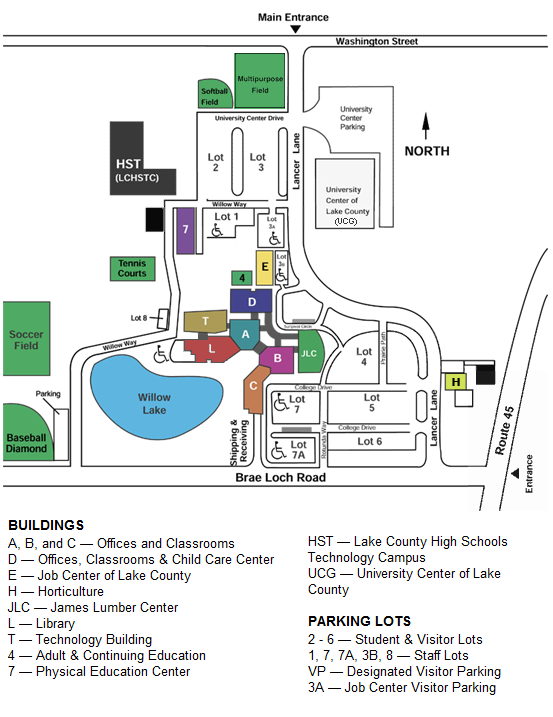 Main Entrance
Washington Street
Multipurpose
Field
Softball
Field
University
Center
Parking
University Center Drive
NORTH
HST
(LCHSTC)
Lot
2
Lot
3
Lancer Lane
University
Center of
Lake County
(UCG)
Willow Way
7
Lot 1
Lot
3A
Lot
3B
E
Tennis
Courts
4
D
Lot 8
T
A
Sumpter Circle
Soccer
Field
Willow Way
L
B
JLC
Lot
4
Prairie Path
H
C
College Drive
Willow
Lake
Parking
Lot
7
Lot
5
Lancer Lane
Route 45
Baseball
Diamond
Shipping &
Receiving
College Drive
Rotunda Way
Lot
7A
Lot 6
Entrance
Brae Loch Road
BUILDINGS
A, B, and C — Offices and Classrooms
D — Offices, Classrooms & Child Care Center
E — Job Center of Lake County
H — Horticulture
JLC — James Lumber Center
L — Library
T — Technology Building
4 — Adult & Continuing Education
7 — Physical Education Center
HST — Lake County High Schools
Technology Campus
UCG — University Center of Lake
County
PARKING LOTS
2 - 6 — Student & Visitor Lots
1, 7, 7A, 3B, 8 — Staff Lots
VP — Designated Visitor Parking
3A — Job Center Visitor Parking